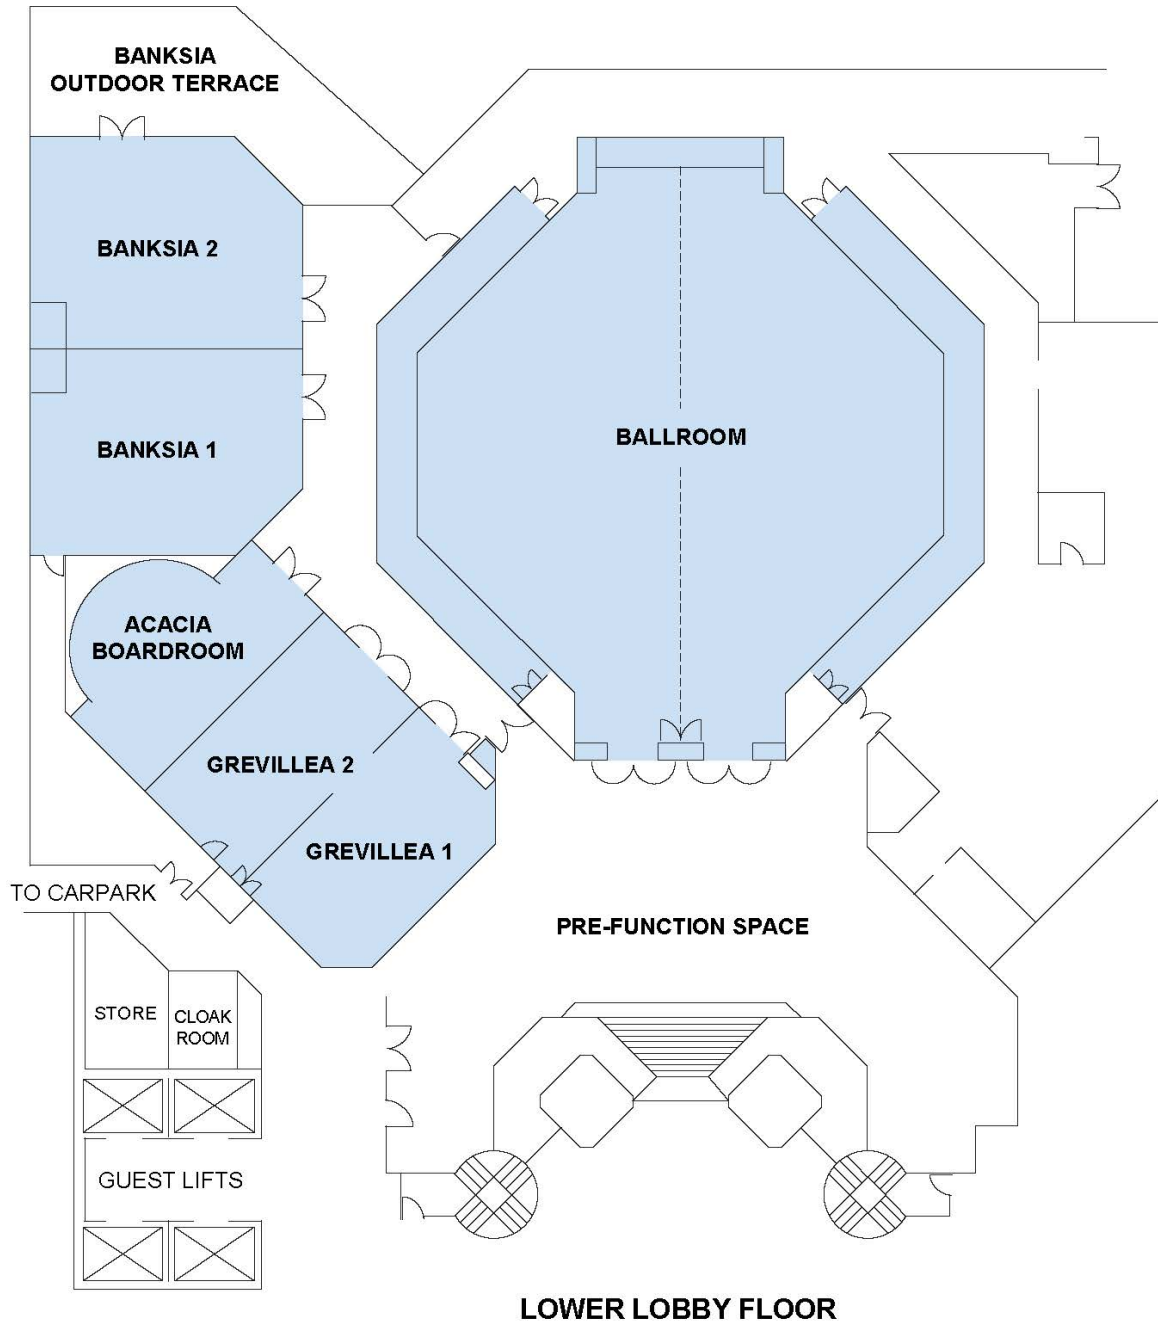 BANKSIA
OUTDOOR TERRACE
BANKSIA 2
BALLROOM
BANKSIA 1
ACACIA
BOARDROOM
GREVILLEA 2
GREVILLEA 1
TO CARPARK
PRE-FUNCTION SPACE
STORE
CLOAK
ROOM
GUEST LIFTS
LOWER LOBBY FLOOR